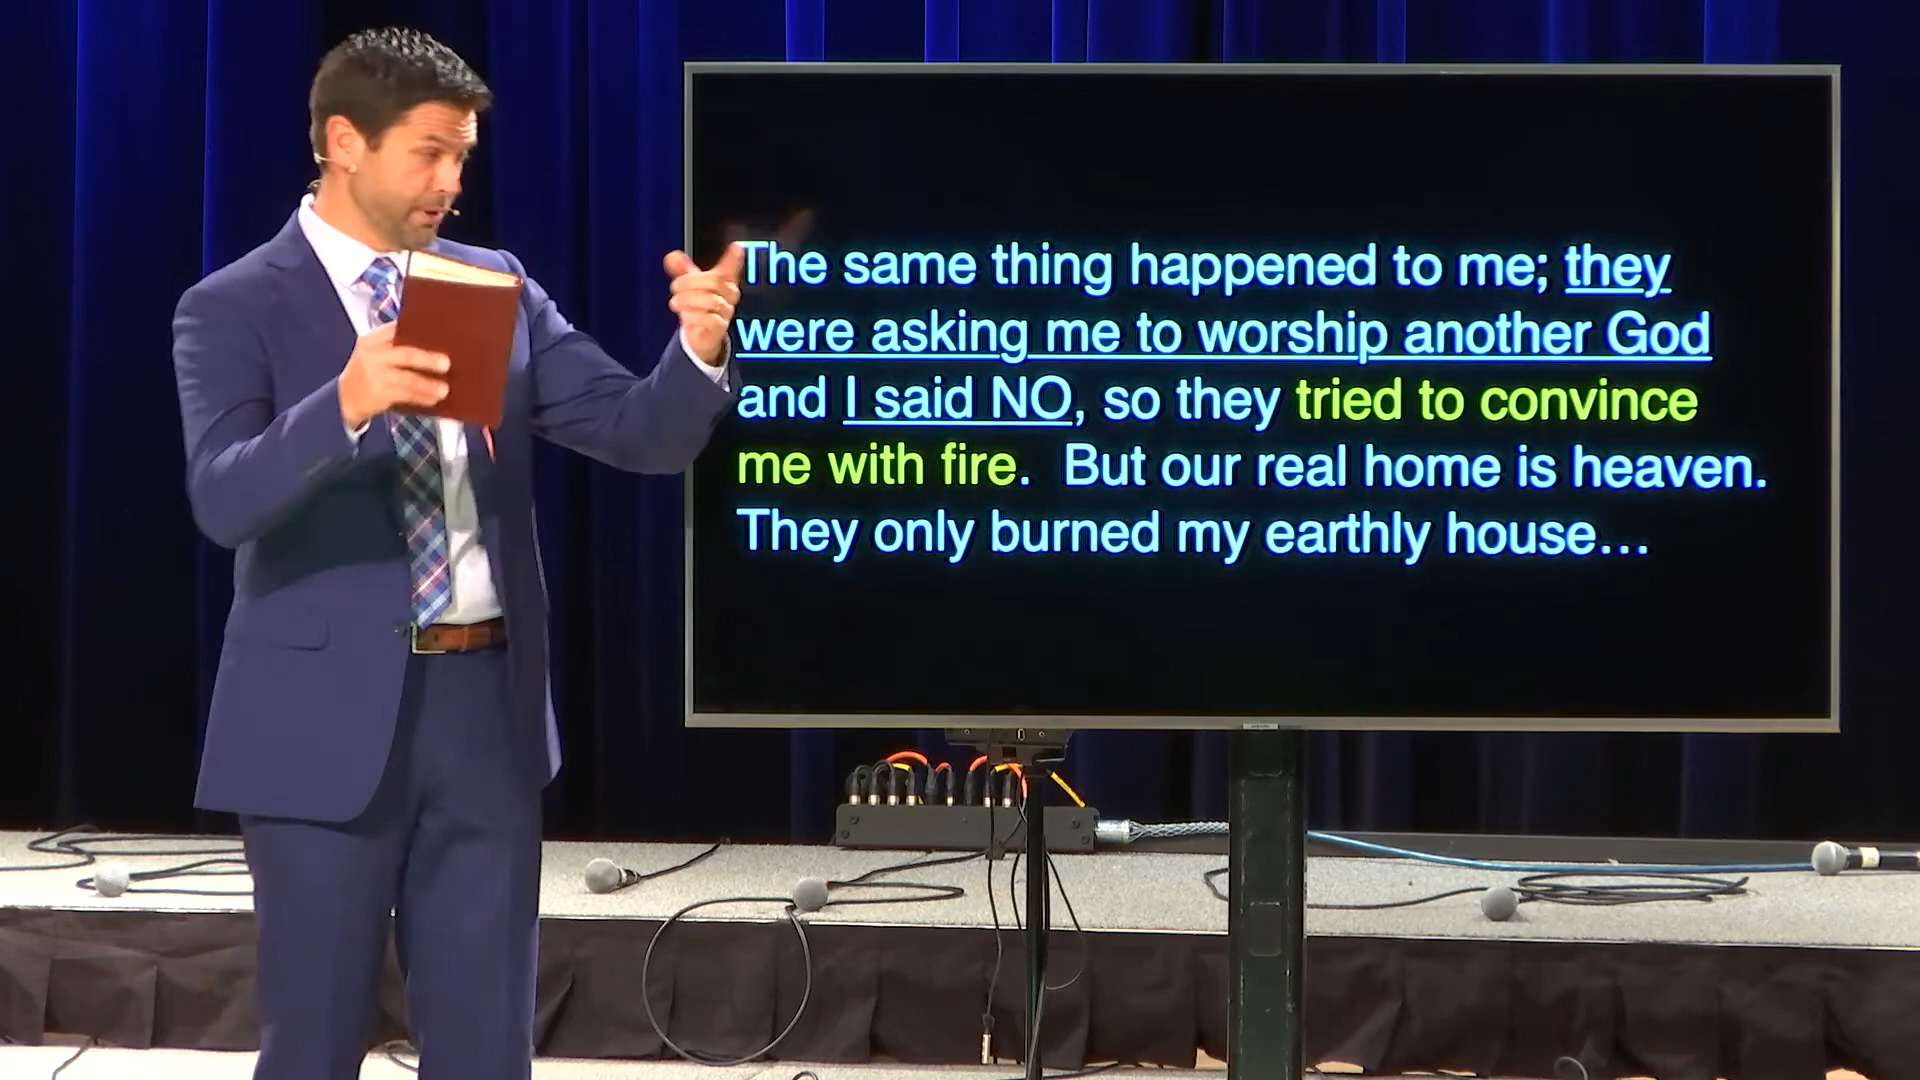 The same thing happened to me; they
were asking me to worship another God
and I said NO, so they tried to convince
me with fire.  But our real home is heaven.
They only burned my earthly house…